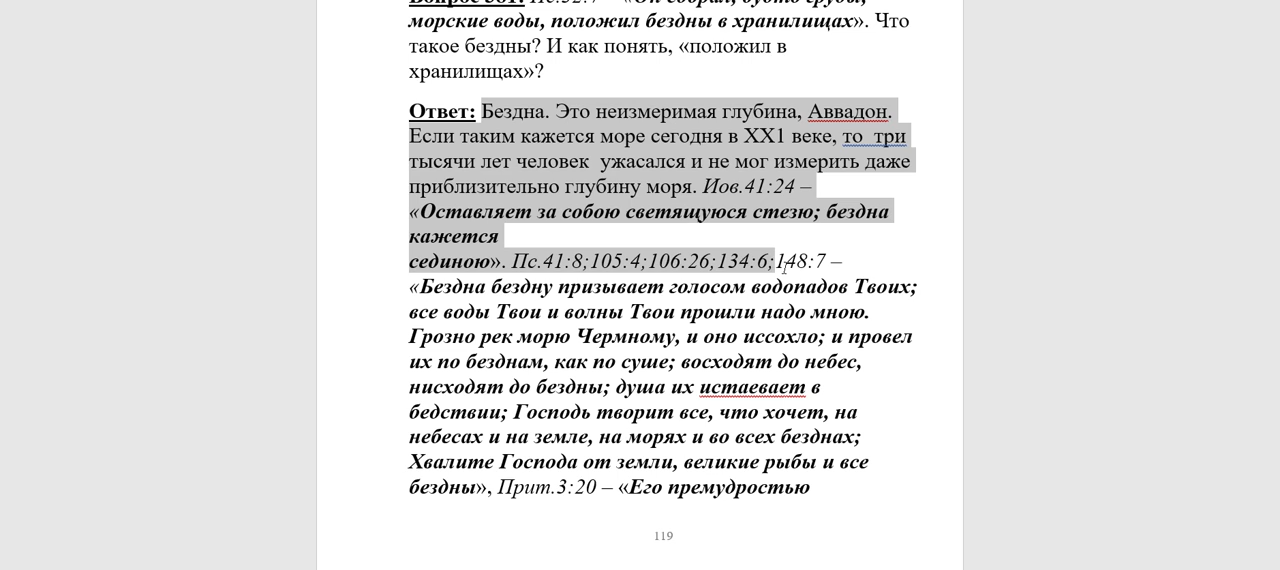 морские воды, положил бездны в хранилищах». Что
такое бездны? И как понять, «положил в
хранилищах»?
Ответ: Бездна. Это неизмеримая глубина, Аввадон.
Если таким кажется море сегодня в ХХ1 веке, то  три
тысячи лет человек  ужасался и не мог измерить даже
приблизительно глубину моря. Иов.41:24 –
«Оставляет за собою светящуюся стезю; бездна
кажется
сединою». Пс.41:8;105:4;106:26;134:6;148:7 –
«Бездна бездну призывает голосом водопадов Твоих;
все воды Твои и волны Твои прошли надо мною.
Грозно рек морю Чермному, и оно иссохло; и провел
их по безднам, как по суше; восходят до небес,
нисходят до бездны; душа их истаевает в
бедствии; Господь творит все, что хочет, на
небесах и на земле, на морях и во всех безднах;
Хвалите Господа от земли, великие рыбы и все
бездны», Прит.3:20 – «Его премудростью
119